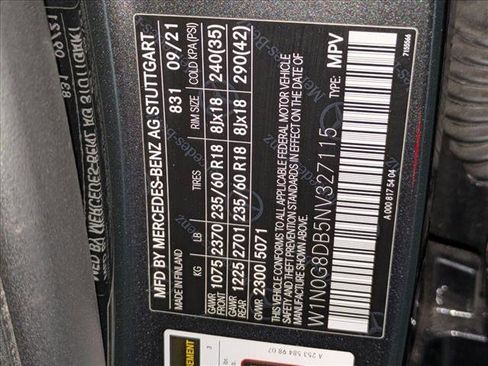 MFD BY MERCEDES-BENZ AG STUTTGART
MADE IN FINLAND 831 09/21
KG LB TIRES RIM SIZE COLD KPA (PSI)
GAWR FRONT 1075 2370 235/60 R18 8Jx18 240(35)
GAWR REAR 1225 2701 235/60 R18 8Jx18 290(42)
GVWR 2300 5071
THIS VEHICLE CONFORMS TO ALL APPLICABLE FEDERAL MOTOR VEHICLE
SAFETY, BUMPER, AND THEFT PREVENTION STANDARDS IN EFFECT ON THE DATE
OF MANUFACTURE SHOWN ABOVE.
W1N0G8DB5NV327115 TYPE: MPV
A 000 817 54 04 7155566
A 253 584 98 07